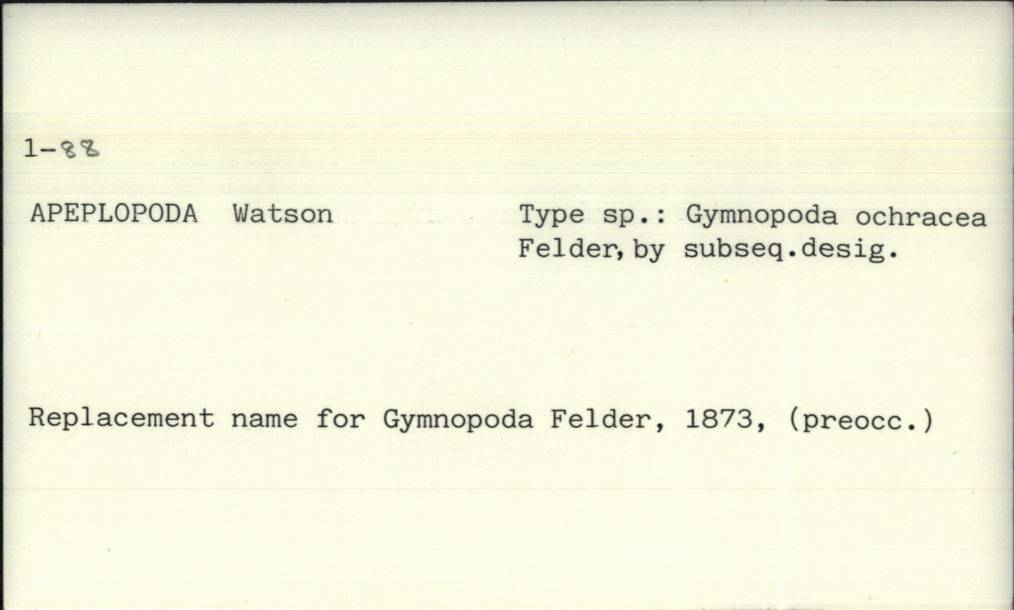 1-88
APEPLOPODA Watson Type sp.: Gymnopoda ochracea
Felder, by subseq.desig.
Replacement name for Gymnopoda Felder, 1873, (preocc.)